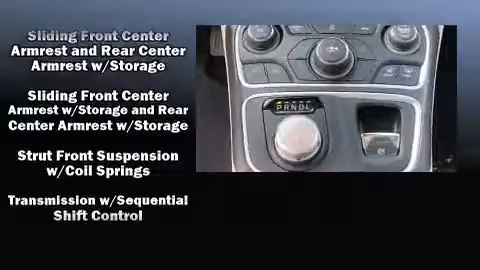 Sliding Front Center
Armrest and Rear Center
Armrest w/Storage
Sliding Front Center
Armrest w/Storage and Rear
Center Armrest w/Storage
Strut Front Suspension
w/Coil Springs
Transmission w/Sequential
Shift Control
PRNDL